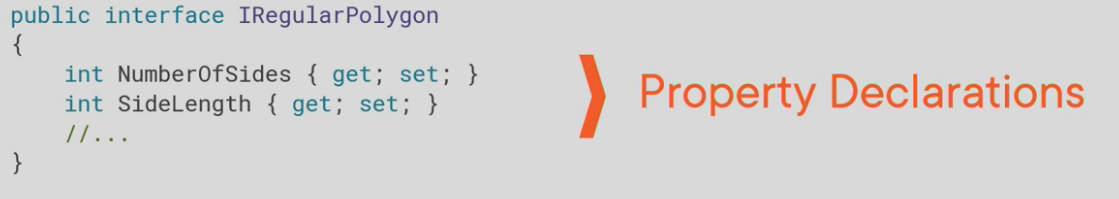 public interface IRegularPolygon
{
    int NumberOfSides { get; set; }
    int SideLength { get; set; }
    //...
}
Property Declarations